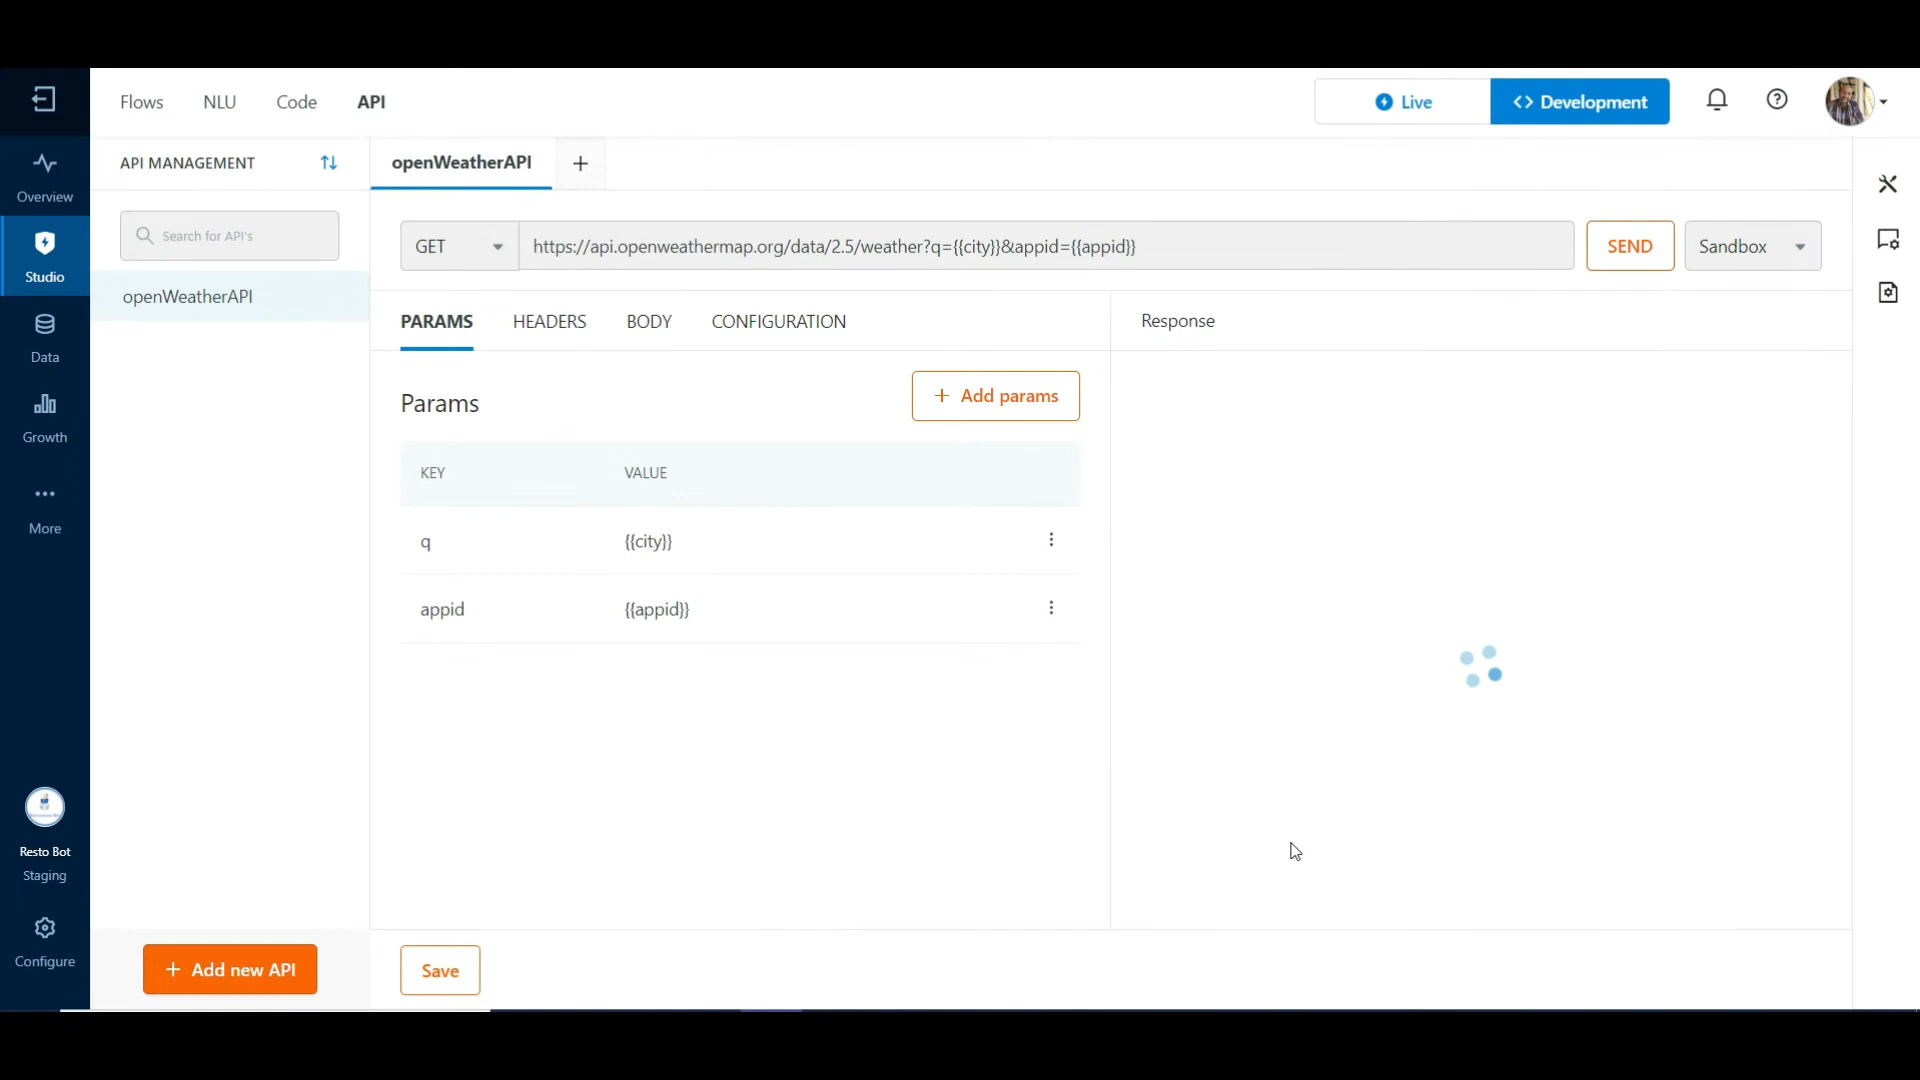 Flows NLU Code API
Live
<> Development
API MANAGEMENT
openWeatherAPI
+
Overview
Search for API's
GET
https://api.openweathermap.org/data/2.5/weather?q={{city}}&appid={{appid}}
SEND
Sandbox
Studio
openWeatherAPI
PARAMS HEADERS BODY CONFIGURATION
Response
Data
Params
+ Add params
Growth
KEY VALUE
More
q {{city}}
appid {{appid}}
Resto Bot
Staging
Configure
+ Add new API
Save